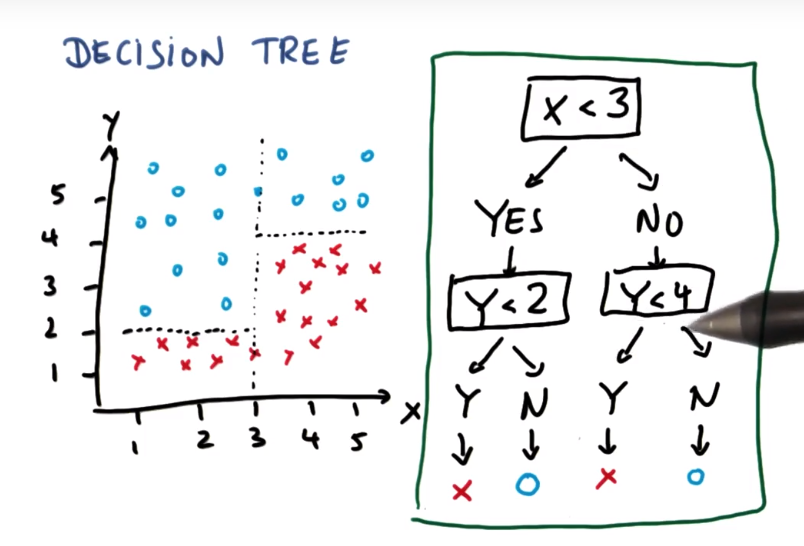 DECISION TREE
Y
5
4
3
2
1
1 2 3 4 5
X
X < 3
YES NO
Y < 2 Y < 4
Y N Y N
X O X O